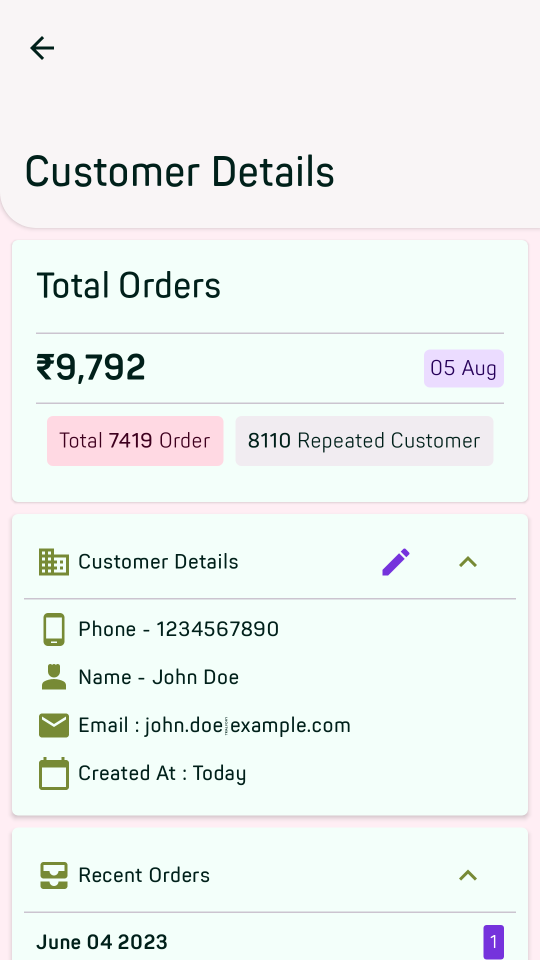 Customer Details
Total Orders
₹9,792
05 Aug
Total 7419 Order
8110 Repeated Customer
Customer Details
Phone - 1234567890
Name - John Doe
Email : john.doe example.com
Created At : Today
Recent Orders
June 04 2023
1